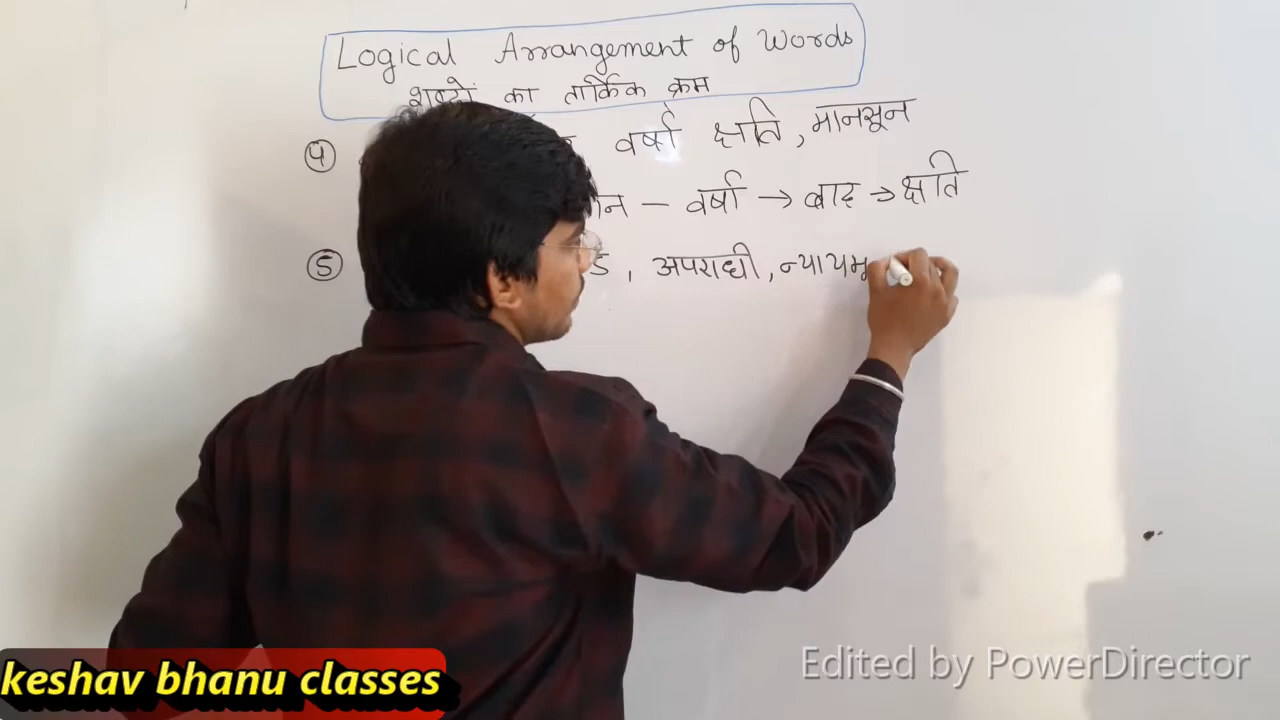 Logical Arrangement of Words
शब्दों का तार्किक क्रम
4 वर्षा क्षति, मानसून
– वर्षा → बाढ़ → क्षति
5 , अपराधी, न्यायमू
keshav bhanu classes
Edited by PowerDirector